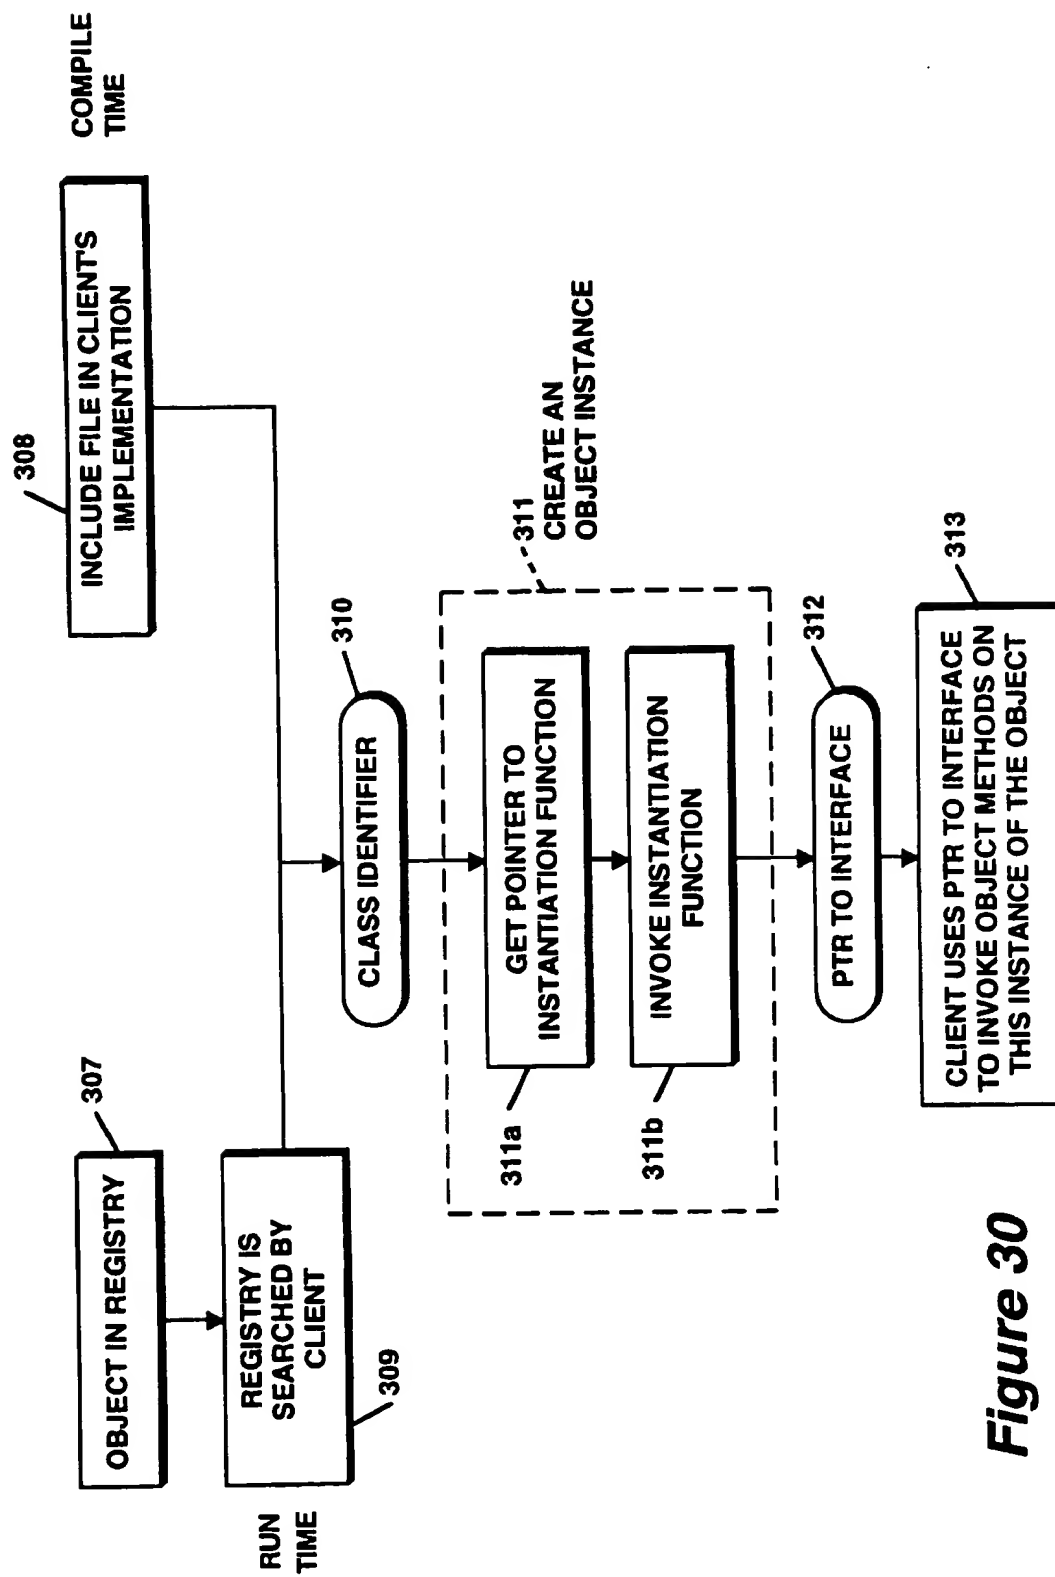 COMPILE
TIME
308
INCLUDE FILE IN CLIENT'S
IMPLEMENTATION
307
OBJECT IN REGISTRY
RUN
TIME
REGISTRY IS
SEARCHED BY
CLIENT
309
310
CLASS IDENTIFIER
311
CREATE AN
OBJECT INSTANCE
311a
GET POINTER TO
INSTANTIATION FUNCTION
311b
INVOKE INSTANTIATION
FUNCTION
312
PTR TO INTERFACE
313
CLIENT USES PTR TO INTERFACE
TO INVOKE OBJECT METHODS ON
THIS INSTANCE OF THE OBJECT
Figure 30